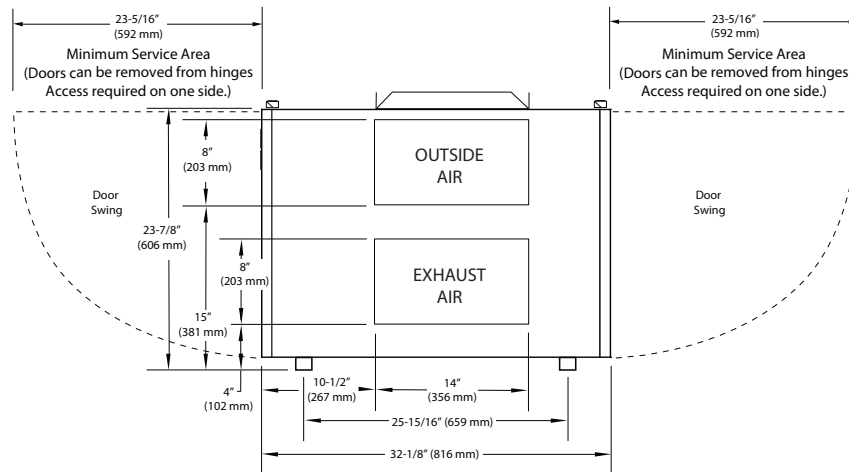 23-5/16”
(592 mm)
Minimum Service Area
(Doors can be removed from hinges
Access required on one side.)
23-5/16”
(592 mm)
Minimum Service Area
(Doors can be removed from hinges
Access required on one side.)
8”
(203 mm)
OUTSIDE
AIR
Door
Swing
Door
Swing
23-7/8”
(606 mm)
8”
(203 mm)
EXHAUST
AIR
15”
(381 mm)
4”
(102 mm)
10-1/2”
(267 mm)
14”
(356 mm)
25-15/16” (659 mm)
32-1/8” (816 mm)